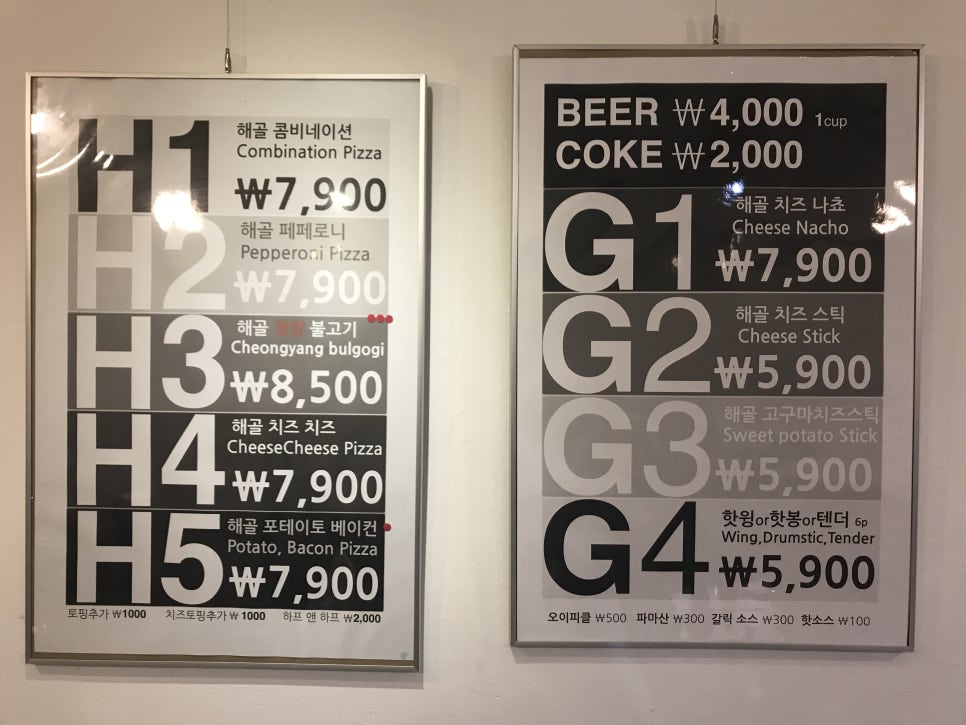 H1
해골 콤비네이션
Combination Pizza
₩7,900
H2
해골 페페로니
Pepperoni Pizza
₩7,900
H3
해골 청양 불고기
Cheongyang bulgogi
₩8,500
H4
해골 치즈 치즈
CheeseCheese Pizza
₩7,900
H5
해골 포테이토 베이컨
Potato, Bacon Pizza
₩7,900
토핑추가 ₩1000 치즈토핑추가 ₩1000 하프 앤 하프 ₩2,000
BEER ₩4,000 1cup
COKE ₩2,000
G1
해골 치즈 나쵸
Cheese Nacho
₩7,900
G2
해골 치즈 스틱
Cheese Stick
₩5,900
G3
해골 고구마치즈스틱
Sweet potato Stick
₩5,900
G4
핫윙or핫봉or텐더 6p
Wing,Drumstic,Tender
₩5,900
오이피클 ₩500 파마산 ₩300 갈릭 소스 ₩300 핫소스 ₩100